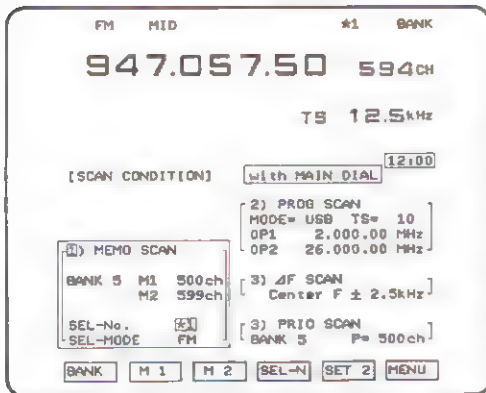 FM MID *1 BANK
947.057.50 594CH
TS 12.5kHz
12:00
[SCAN CONDITION] with MAIN DIAL
2) PROG SCAN
MODE= USB TS= 10
OP1 2.000.00 MHz
OP2 26.000.00 MHz
1) MEMO SCAN
BANK 5 M1 500ch
M2 599ch
SEL-No. *1
SEL-MODE FM
3) ΔF SCAN
Center F ± 2.5kHz
3) PRIO SCAN
BANK 5 P= 500ch
BANK M 1 M 2 SEL-N SET 2 MENU